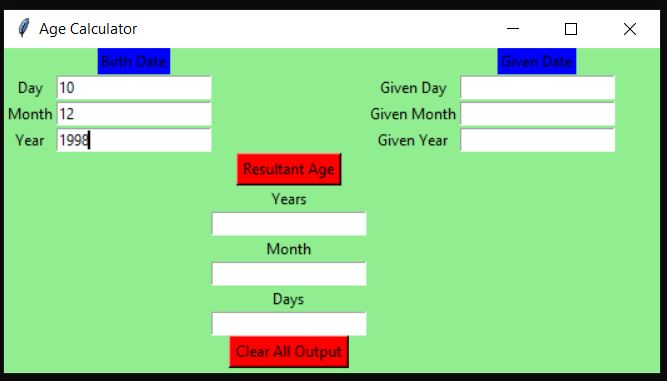 Age Calculator
Birth Date Given Date
Day 10 Given Day
Month 12 Given Month
Year 1998 Given Year
Resultant Age
Years
Month
Days
Clear All Output